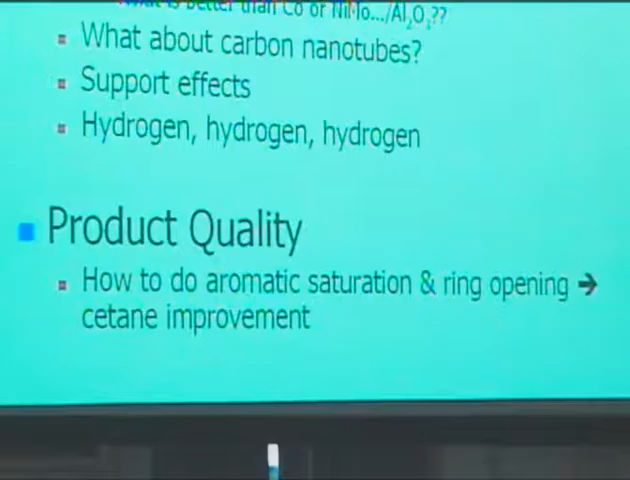 What is better than Co or NiMo.../Al₂O₃??
What about carbon nanotubes?
Support effects
Hydrogen, hydrogen, hydrogen
Product Quality
How to do aromatic saturation & ring opening ➔
cetane improvement